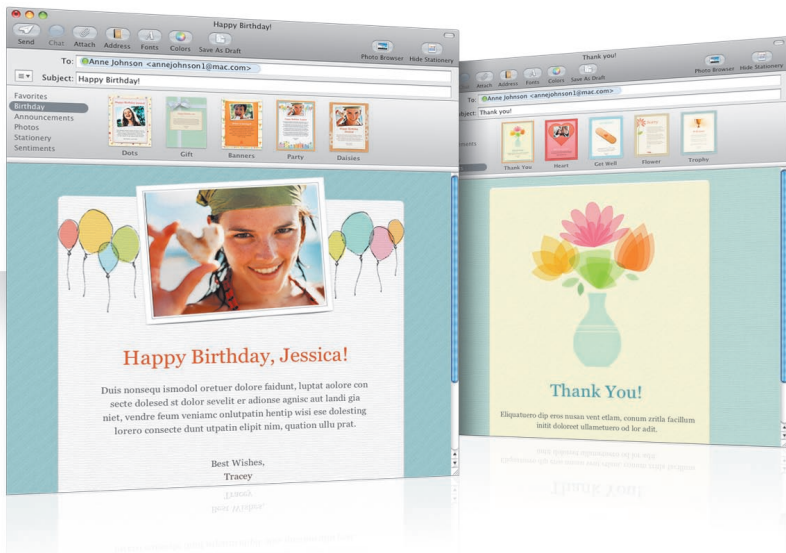 Happy Birthday!
Send Chat Attach Address Fonts Colors Save As Draft
Photo Browser Hide Stationery
To: Anne Johnson <annejohnson1@mac.com>
Subject: Happy Birthday!
Favorites
Birthday
Announcements
Photos
Stationery
Sentiments
Dots Gift Banners Party Daisies
Happy Birthday, Jessica!
Duis nonsequ ismodol oretuer dolore faidunt, luptat aolore con
secte dolesed st dolor sevelit er adionse agnisc aut landi gia
niet, vendre feum veniamc onlutpatin hentip wisi ese dolesting
lorero consecte dunt utpatin elipit nim, quation ullu prat.
Best Wishes,
Tracey
Thank you!
Attach Address Fonts Colors Save As Draft
Photo Browser Hide Stationery
To: Anne Johnson <annejohnson1@mac.com>
Thank you!
Thank You Heart Get Well Flower Trophy
Thank You!
Eliquatuero dip eros nusan vent etlam, conum zritla facillum
initit doloreet ullametuero od lor adit.